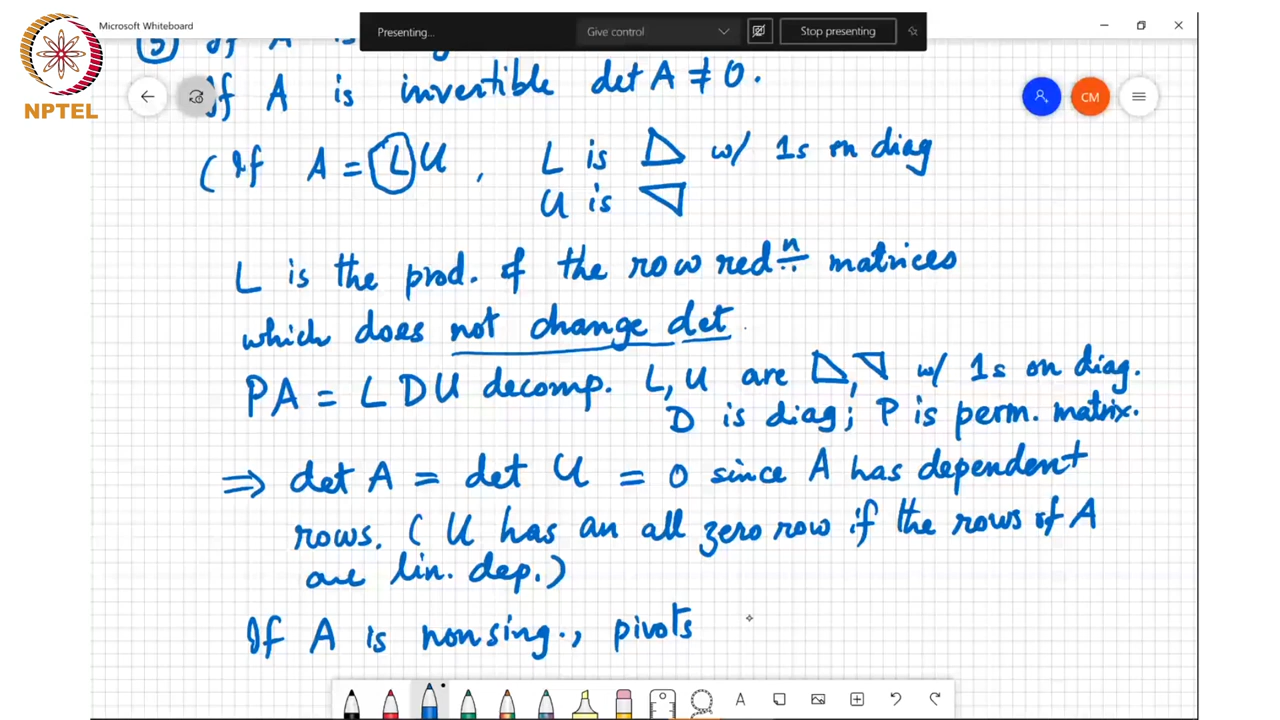 Microsoft Whiteboard
Presenting...
Give control
Stop presenting
NPTEL
CM
If A is invertible det A ≠ 0.
(If A = LU, L is ◺ w/ 1s on diag
U is ◹
L is the prod. of the row redⁿ matrices
which does not change det
PA = LDU decomp. L, U are ◺, ◹ w/ 1s on diag.
D is diag; P is perm. matrix.
⇒ det A = det U = 0 since A has dependent
rows. (U has an all zero row if the rows of A
are lin. dep.)
If A is nonsing., pivots
A